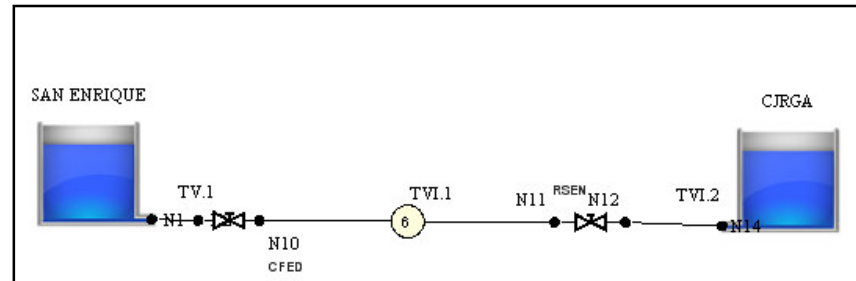 SAN ENRIQUE
CJRGA
TV.1
TVI.1
RSEN
TVI.2
N1
N11
N12
6
N14
N10
CFED